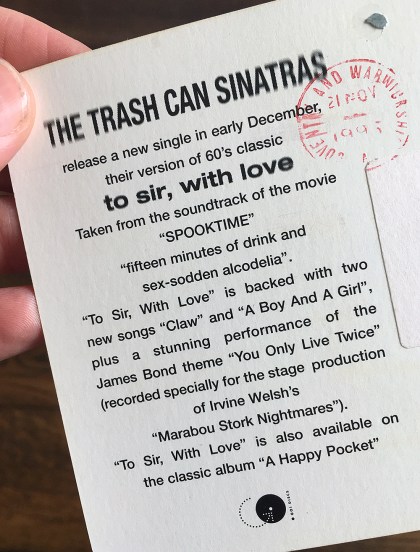 THE TRASH CAN SINATRAS
release a new single in early December,
their version of 60's classic
to sir, with love
Taken from the soundtrack of the movie
“SPOOKTIME”
“fifteen minutes of drink and
sex-sodden alcodelia”.
“To Sir, With Love” is backed with two
new songs “Claw” and “A Boy And A Girl”,
plus a stunning performance of the
James Bond theme “You Only Live Twice”
(recorded specially for the stage production
of Irvine Welsh's
“Marabou Stork Nightmares”).
“To Sir, With Love” is also available on
the classic album “A Happy Pocket”
AND WARWICKSHI
21 NOV